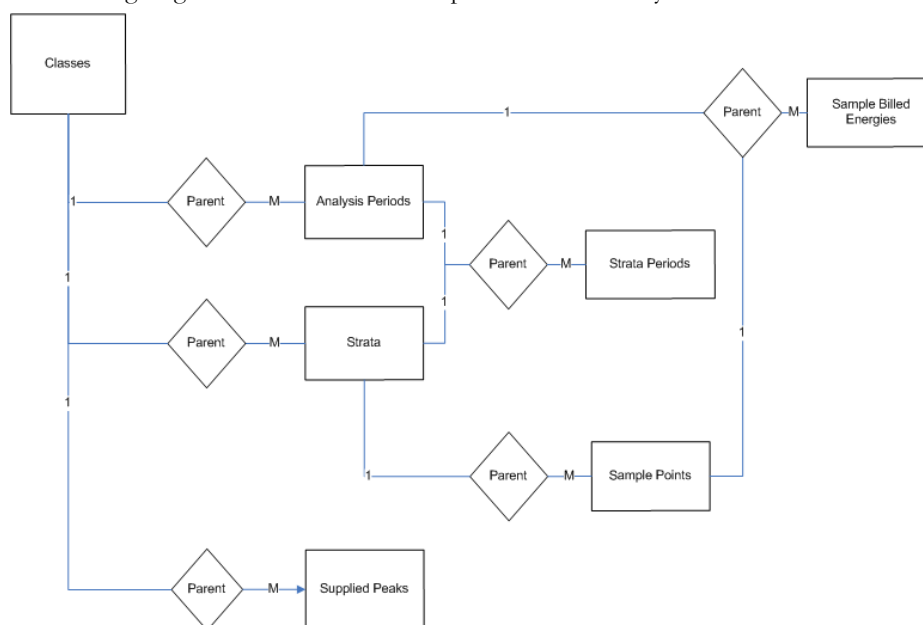 Classes
1
Parent
M
Sample Billed
Energies
Parent
M
Analysis Periods
1
1
Parent
M
Strata Periods
1
1
Parent
M
Strata
1
1
1
Parent
M
Sample Points
Parent
M
Supplied Peaks